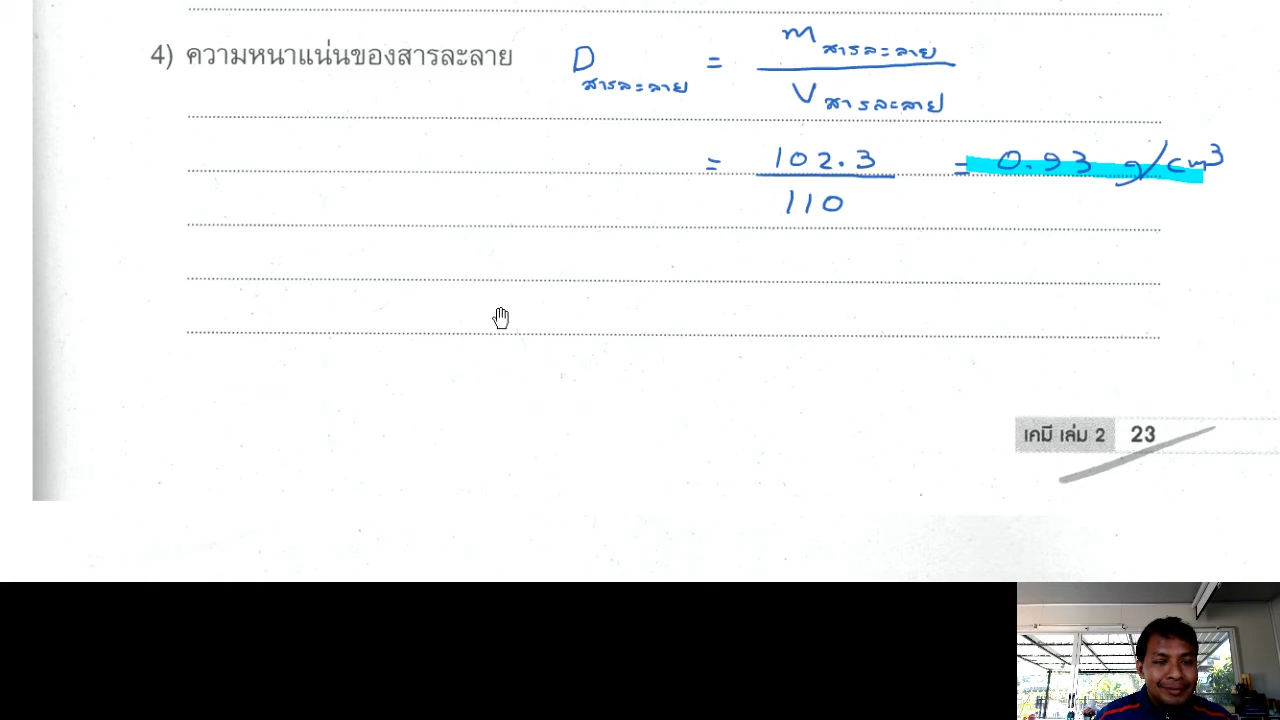 4) ความหนาแน่นของสารละลาย D สารละลาย = m สารละลาย / V สารละลาย
= 102.3 / 110 = 0.93 g/cm³
เคมี เล่ม 2 23